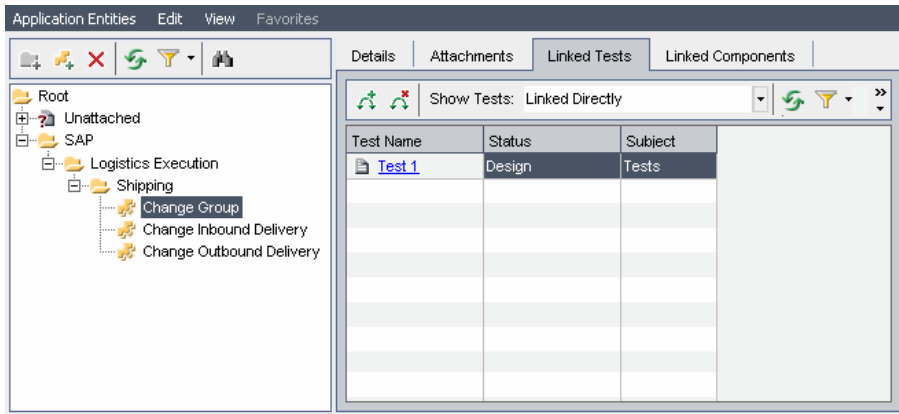 Application Entities Edit View Favorites
Details Attachments Linked Tests Linked Components
Show Tests: Linked Directly
Root
Unattached
SAP
Logistics Execution
Shipping
Change Group
Change Inbound Delivery
Change Outbound Delivery
Test Name Status Subject
Test 1 Design Tests